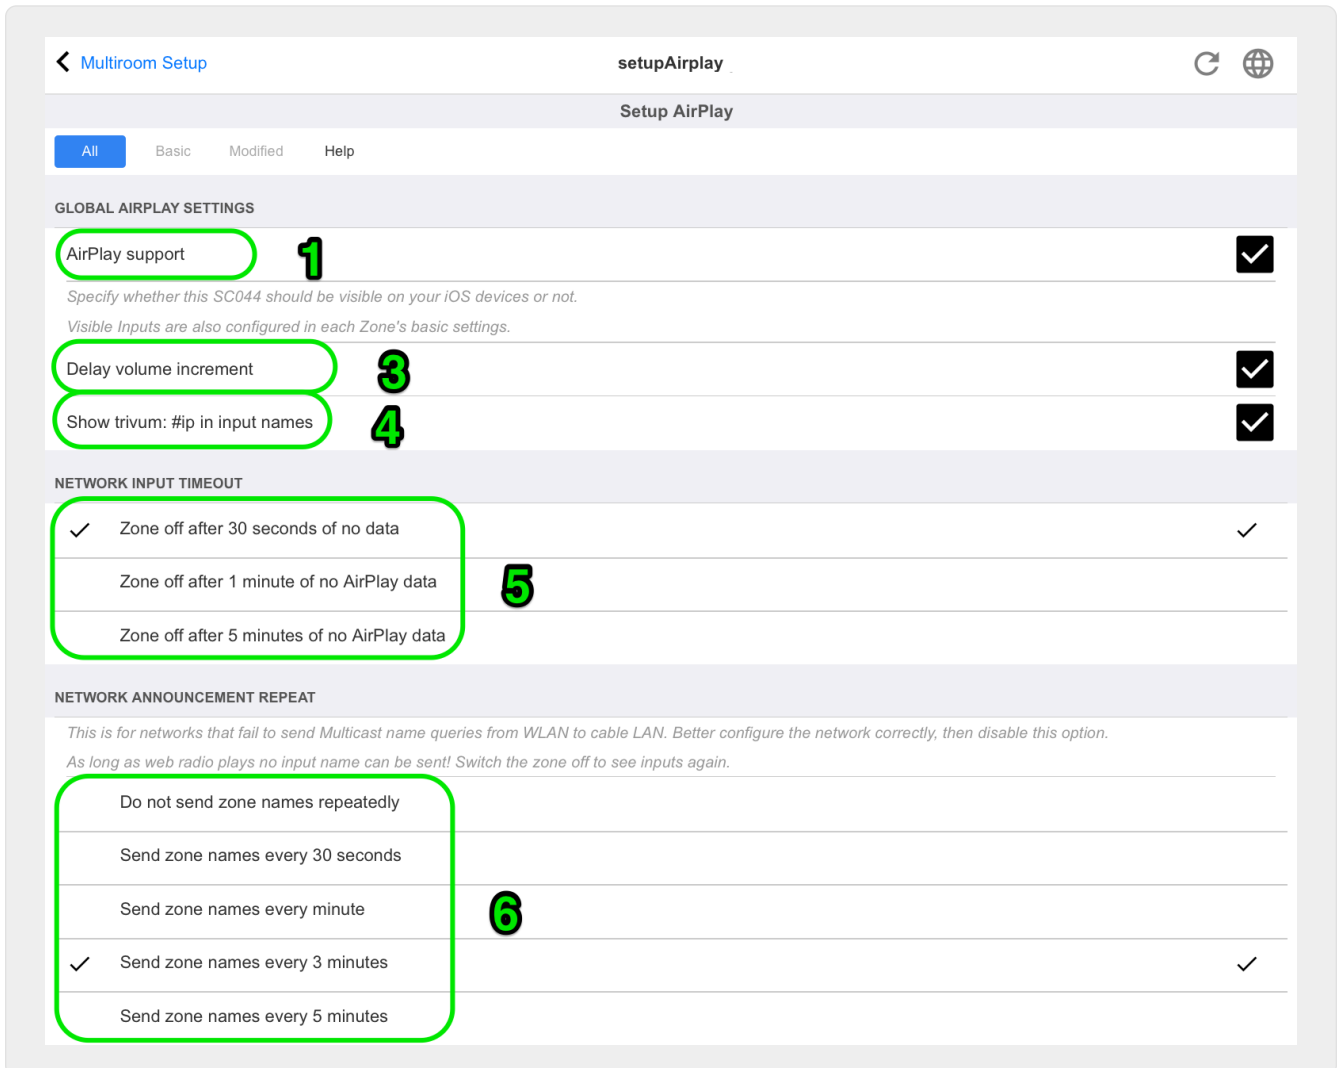 Multiroom Setup
setupAirplay
Setup AirPlay
All Basic Modified Help
GLOBAL AIRPLAY SETTINGS
AirPlay support 1
Specify whether this SC044 should be visible on your iOS devices or not.
Visible Inputs are also configured in each Zone's basic settings.
Delay volume increment 3
Show trivum: #ip in input names 4
NETWORK INPUT TIMEOUT
Zone off after 30 seconds of no data
Zone off after 1 minute of no AirPlay data 5
Zone off after 5 minutes of no AirPlay data
NETWORK ANNOUNCEMENT REPEAT
This is for networks that fail to send Multicast name queries from WLAN to cable LAN. Better configure the network correctly, then disable this option.
As long as web radio plays no input name can be sent! Switch the zone off to see inputs again.
Do not send zone names repeatedly
Send zone names every 30 seconds
Send zone names every minute 6
Send zone names every 3 minutes
Send zone names every 5 minutes